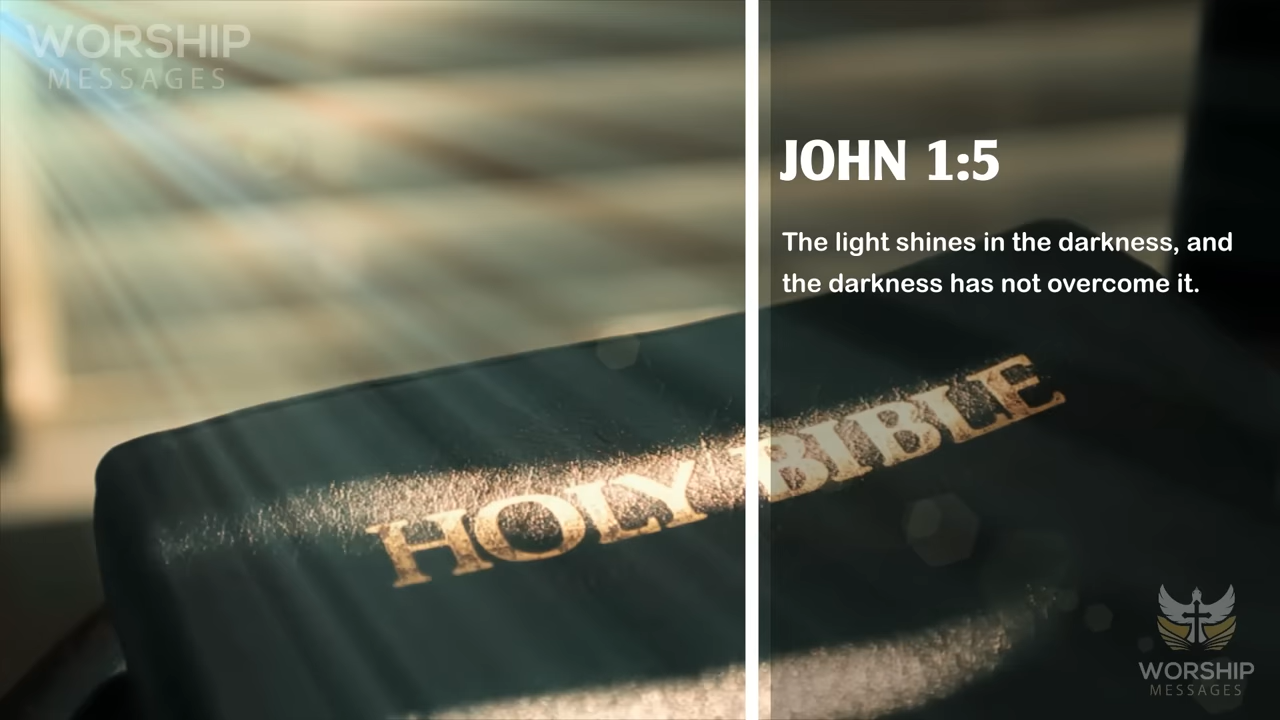 WORSHIP
MESSAGES
JOHN 1:5
The light shines in the darkness, and
the darkness has not overcome it.
HOLY BIBLE
WORSHIP
MESSAGES